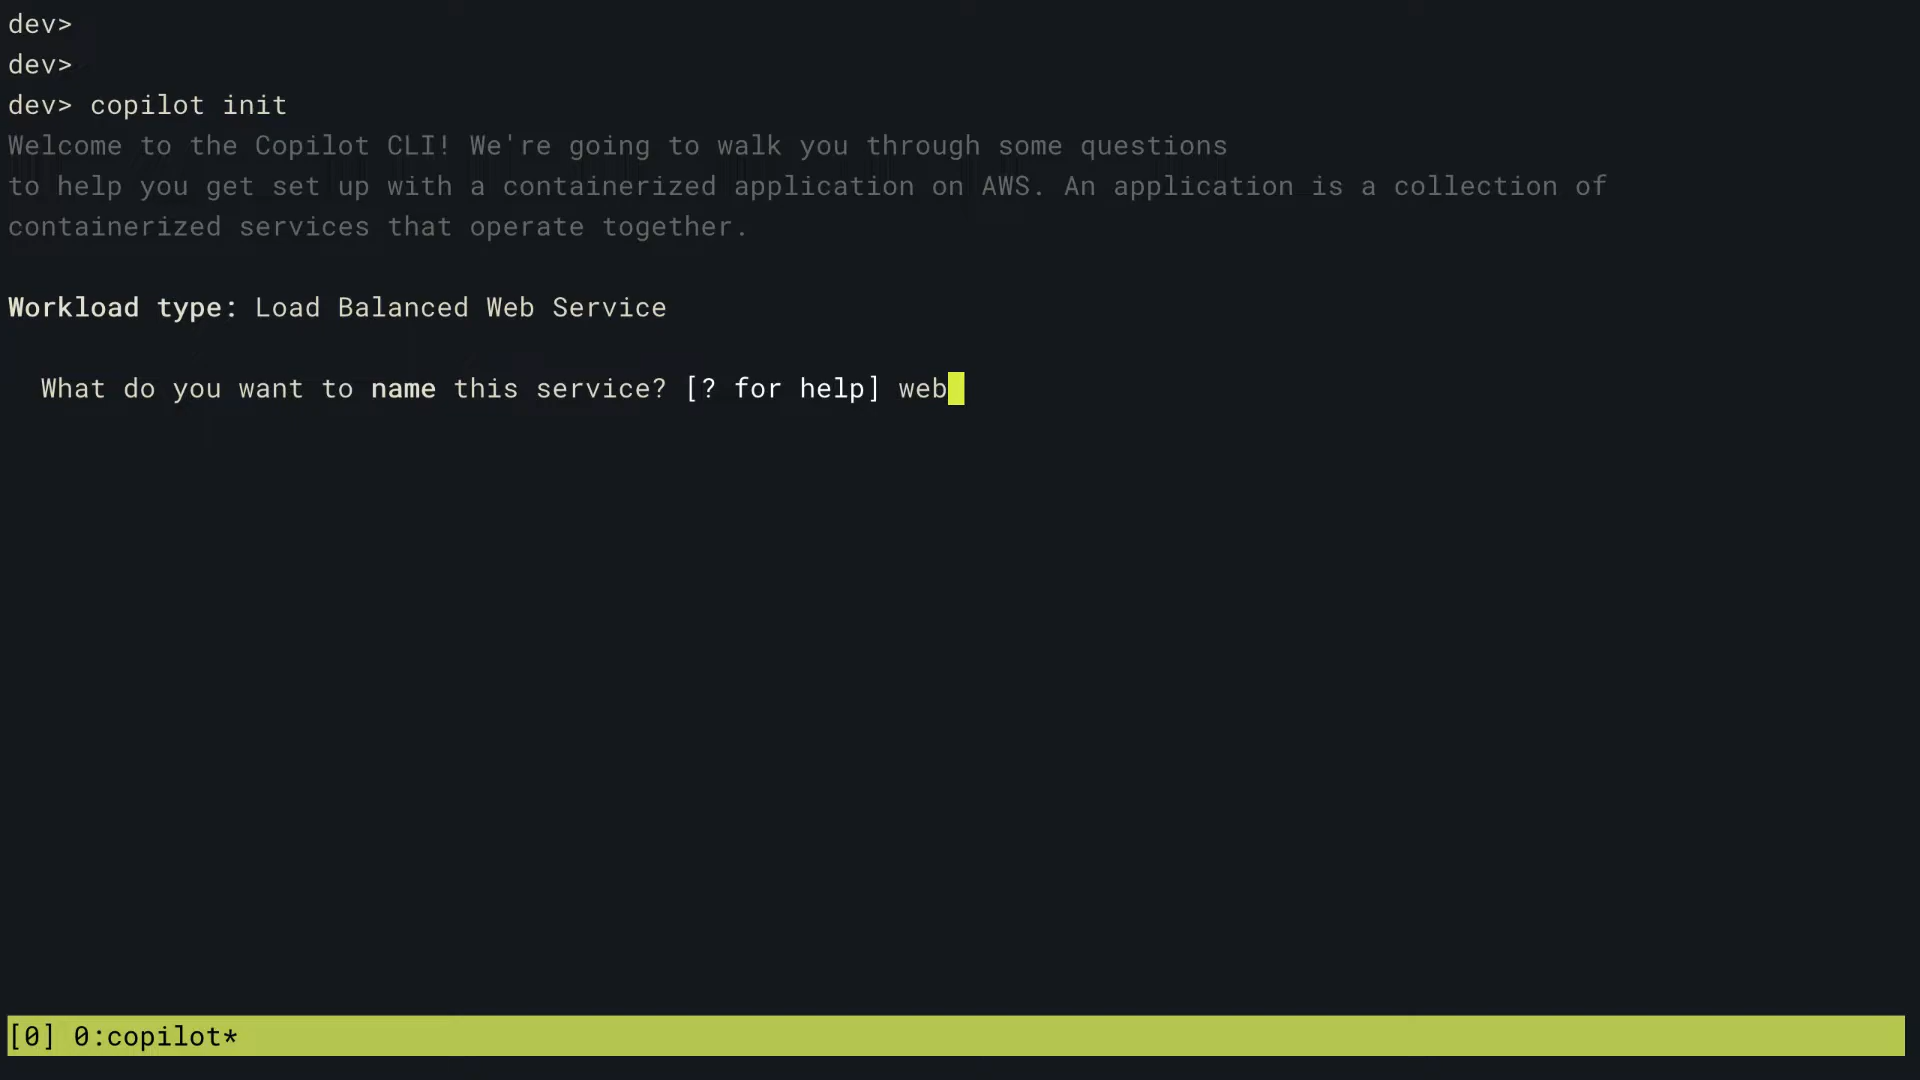 dev>
dev>
dev> copilot init
Welcome to the Copilot CLI! We're going to walk you through some questions
to help you get set up with a containerized application on AWS. An application is a collection of
containerized services that operate together.
Workload type: Load Balanced Web Service
What do you want to name this service? [? for help] web
[0] 0:copilot*